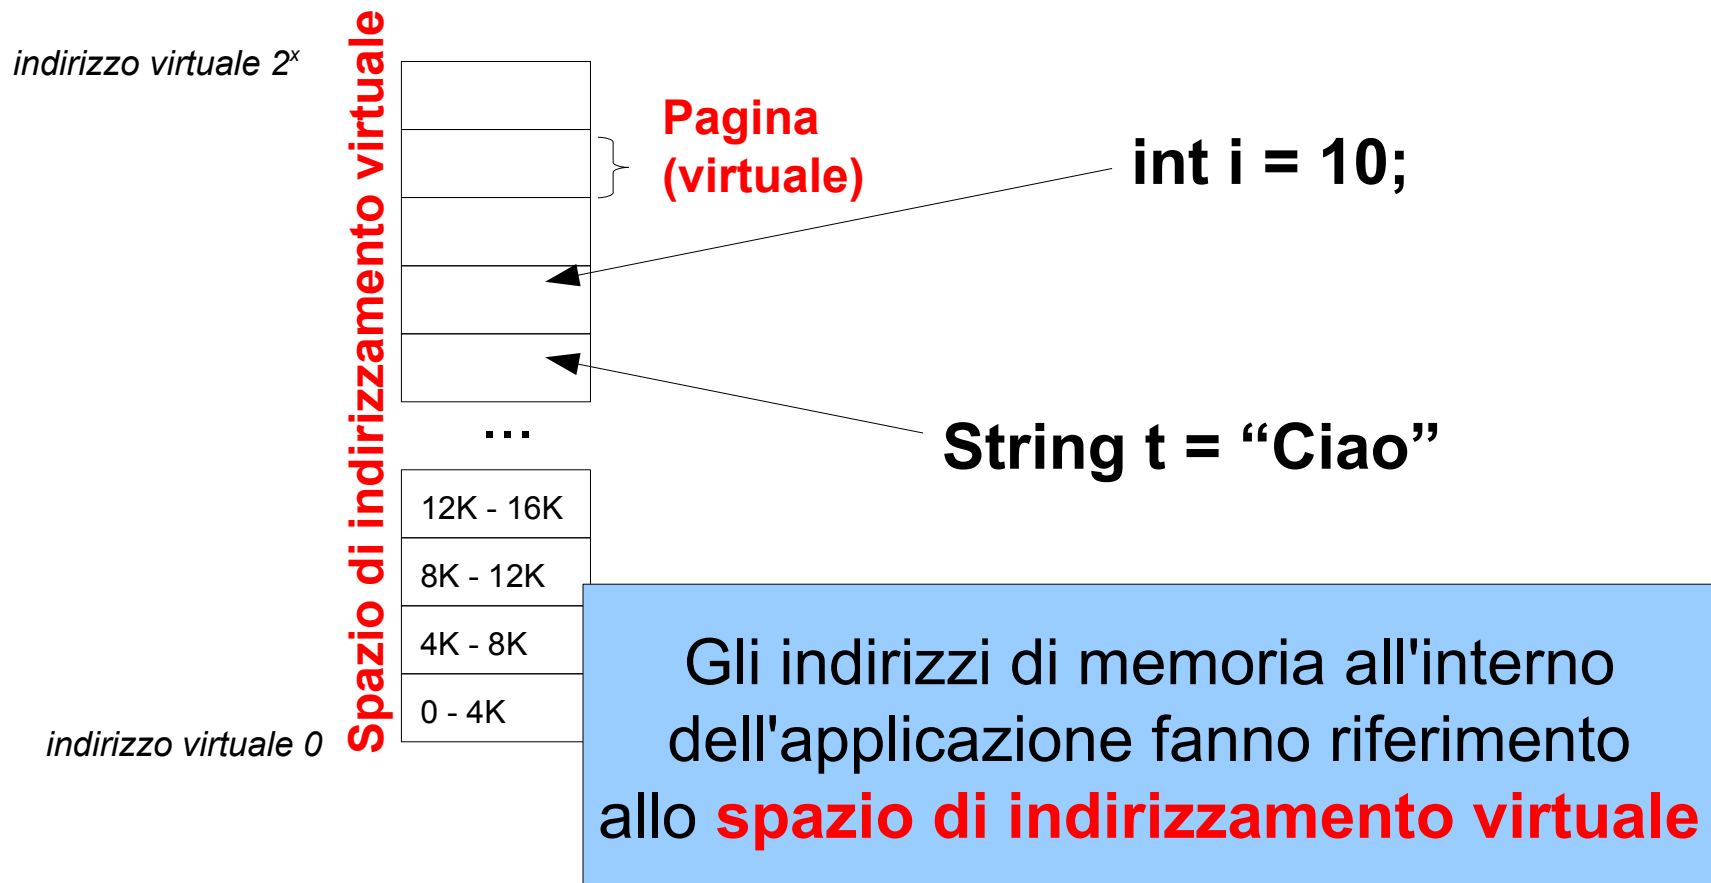 indirizzo virtuale 2ˣ
Spazio di indirizzamento virtuale
Pagina
(virtuale)
int i = 10;
String t = “Ciao”
...
12K - 16K
8K - 12K
4K - 8K
0 - 4K
indirizzo virtuale 0
Gli indirizzi di memoria all'interno
dell'applicazione fanno riferimento
allo spazio di indirizzamento virtuale